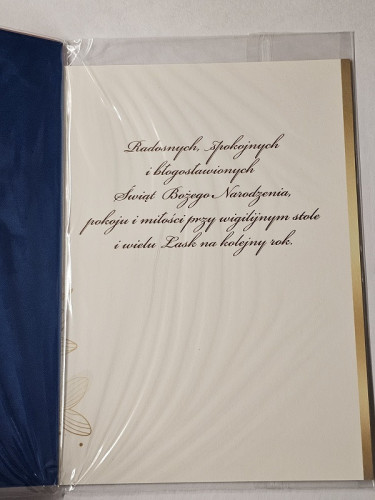 Radosnych, spokojnych
i błogosławionych
Świąt Bożego Narodzenia,
pokoju i miłości przy wigilijnym stole
i wielu Łask na kolejny rok.